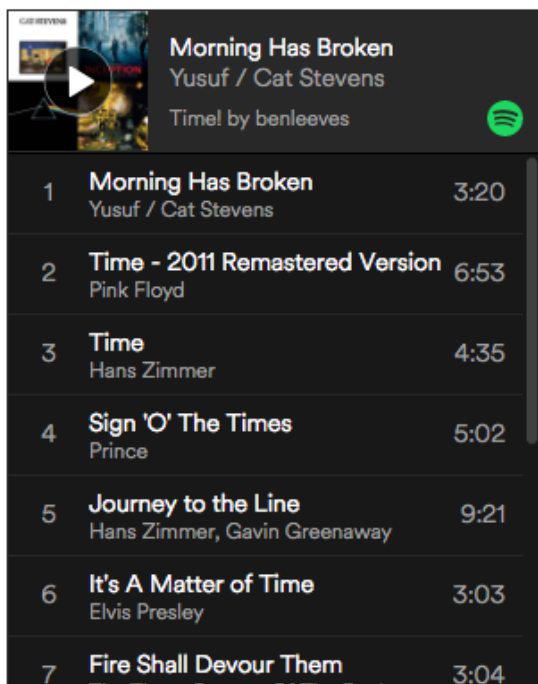 CAT STEVENS
INCEPTION
Morning Has Broken
Yusuf / Cat Stevens
Time! by benleeves
1 Morning Has Broken 3:20
Yusuf / Cat Stevens
2 Time - 2011 Remastered Version 6:53
Pink Floyd
3 Time 4:35
Hans Zimmer
4 Sign 'O' The Times 5:02
Prince
5 Journey to the Line 9:21
Hans Zimmer, Gavin Greenaway
6 It's A Matter of Time 3:03
Elvis Presley
7 Fire Shall Devour Them 3:04